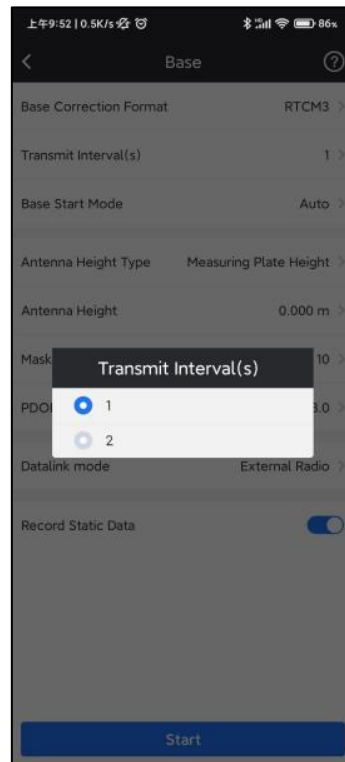 上午9:52 | 0.5K/s
86%
Base
Base Correction Format RTCM3
Transmit Interval(s) 1
Base Start Mode Auto
Antenna Height Type Measuring Plate Height
Antenna Height 0.000 m
Mask 10
Transmit Interval(s)
PDO 3.0
1
2
Datalink mode External Radio
Record Static Data
Start